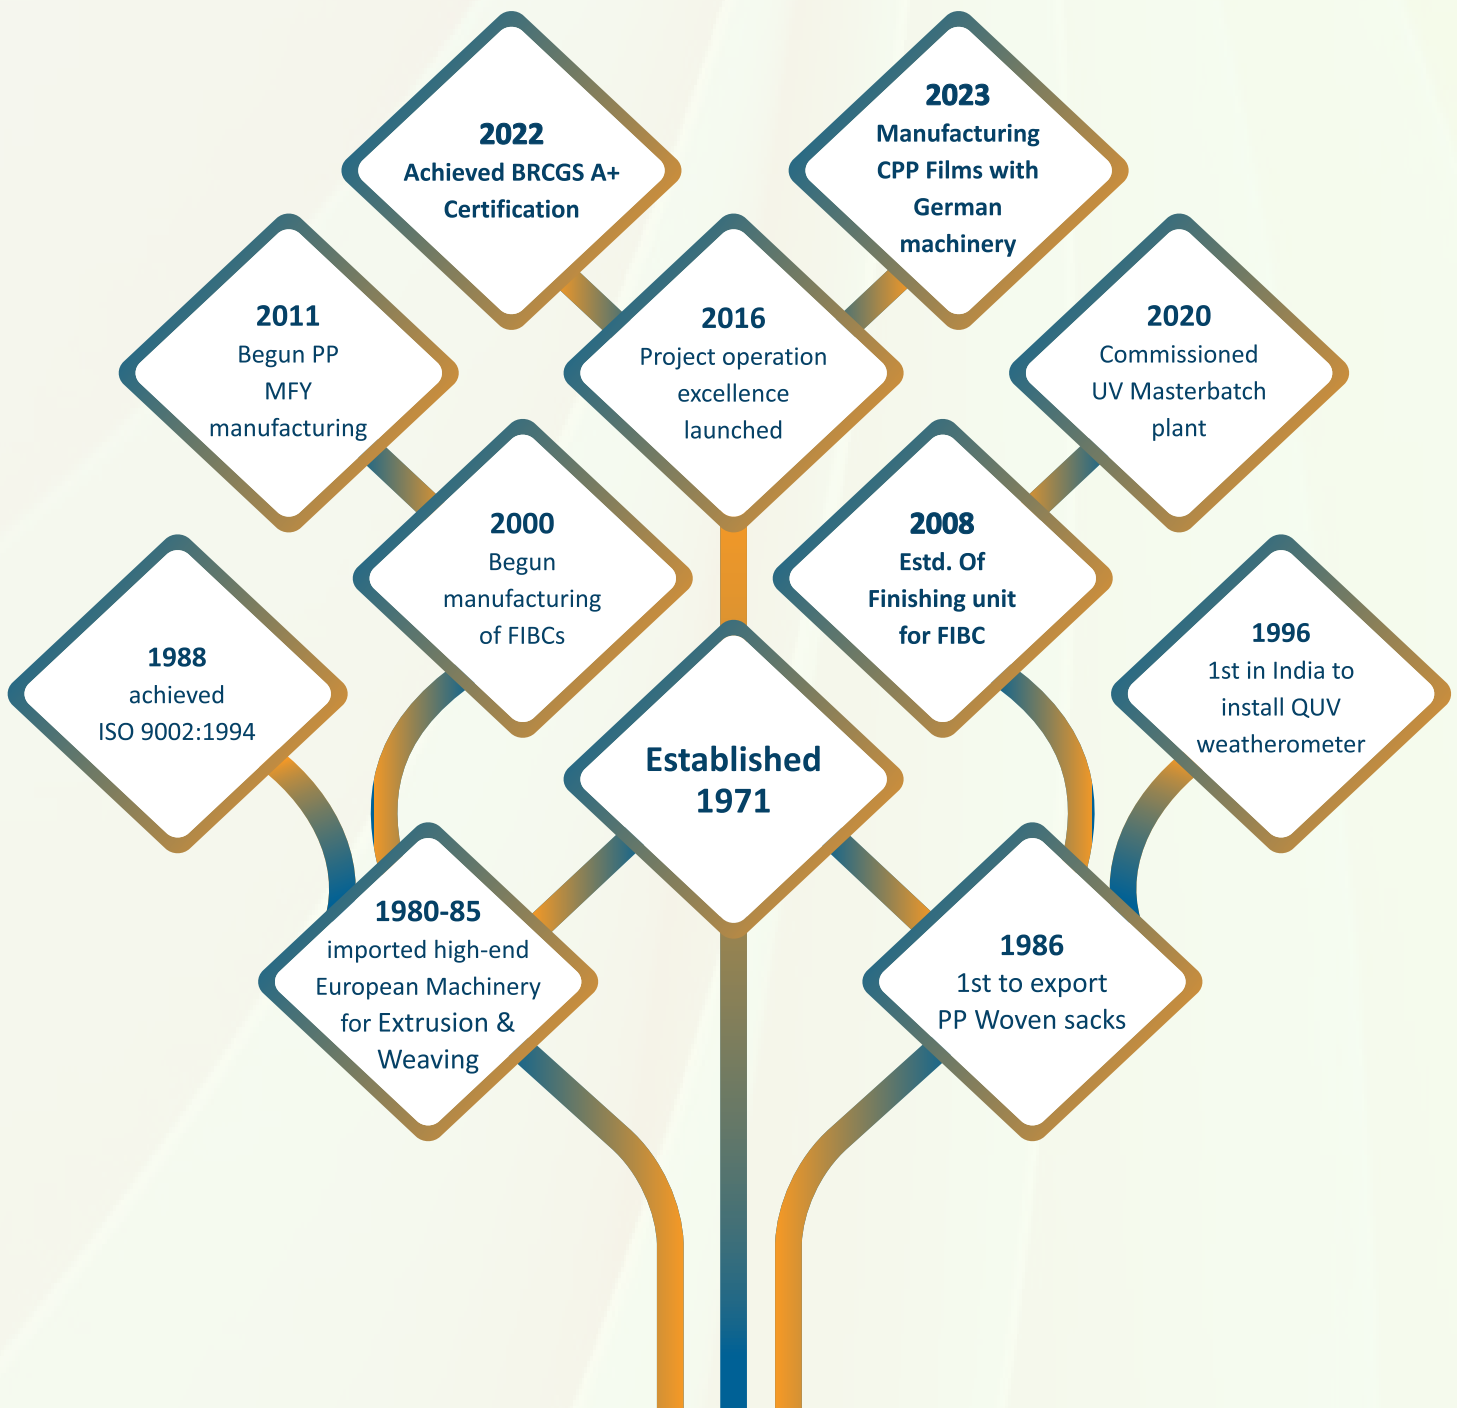 2022
Achieved BRCGS A+
Certification
2023
Manufacturing
CPP Films with
German
machinery
2011
Begun PP
MFY
manufacturing
2016
Project operation
excellence
launched
2020
Commissioned
UV Masterbatch
plant
2000
Begun
manufacturing
of FIBCs
2008
Estd. Of
Finishing unit
for FIBC
1988
achieved
ISO 9002:1994
1996
1st in India to
install QUV
weatherometer
Established
1971
1980-85
imported high-end
European Machinery
for Extrusion &
Weaving
1986
1st to export
PP Woven sacks